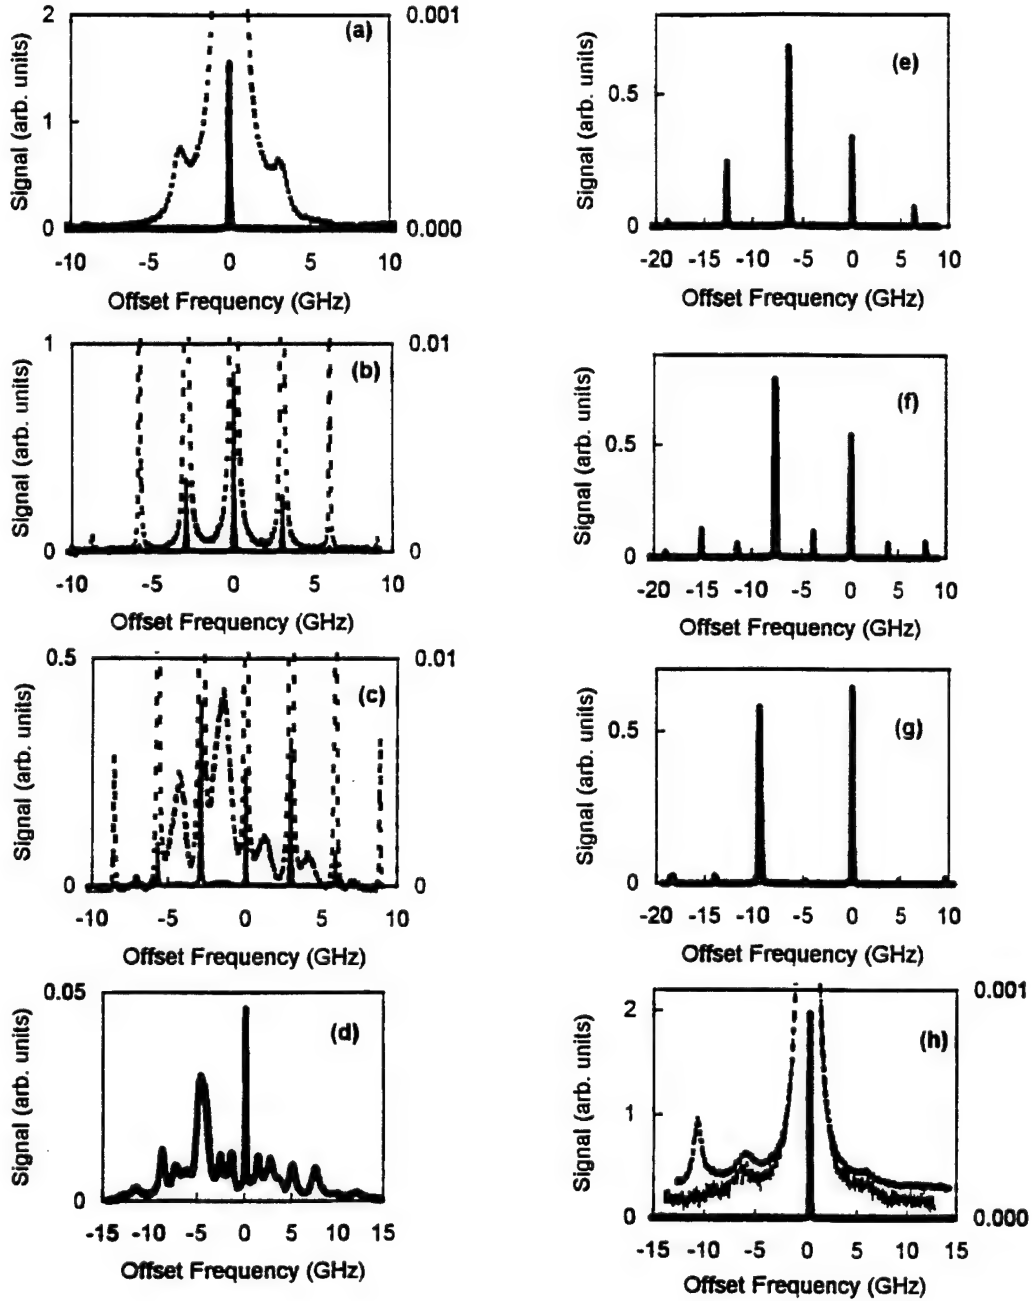 2
1
0
Signal (arb. units)
(a)
0.001
0.000
-10 -5 0 5 10
Offset Frequency (GHz)
1
0
Signal (arb. units)
(b)
0.01
0
-10 -5 0 5 10
Offset Frequency (GHz)
0.5
0
Signal (arb. units)
(c)
0.01
0
-10 -5 0 5 10
Offset Frequency (GHz)
0.05
0
Signal (arb. units)
(d)
-15 -10 -5 0 5 10 15
Offset Frequency (GHz)
0.5
0
Signal (arb. units)
(e)
-20 -15 -10 -5 0 5 10
Offset Frequency (GHz)
0.5
0
Signal (arb. units)
(f)
-20 -15 -10 -5 0 5 10
Offset Frequency (GHz)
0.5
0
Signal (arb. units)
(g)
-20 -15 -10 -5 0 5 10
Offset Frequency (GHz)
2
1
0
Signal (arb. units)
(h)
0.001
0.000
-15 -10 -5 0 5 10 15
Offset Frequency (GHz)